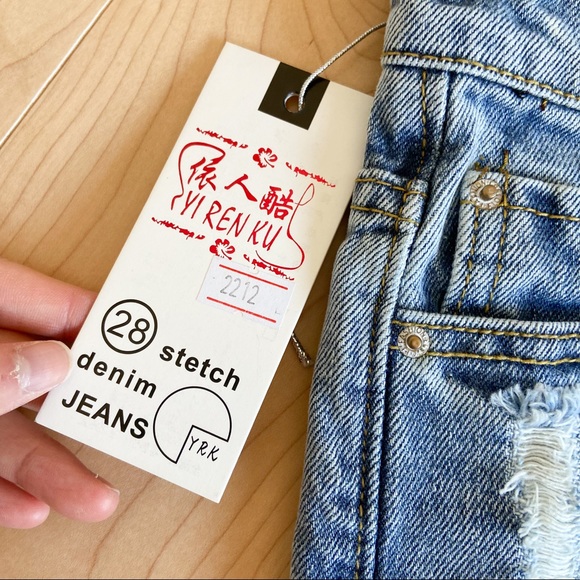 依人酷
YI REN KU
2212
28 stetch
denim
JEANS
YRK